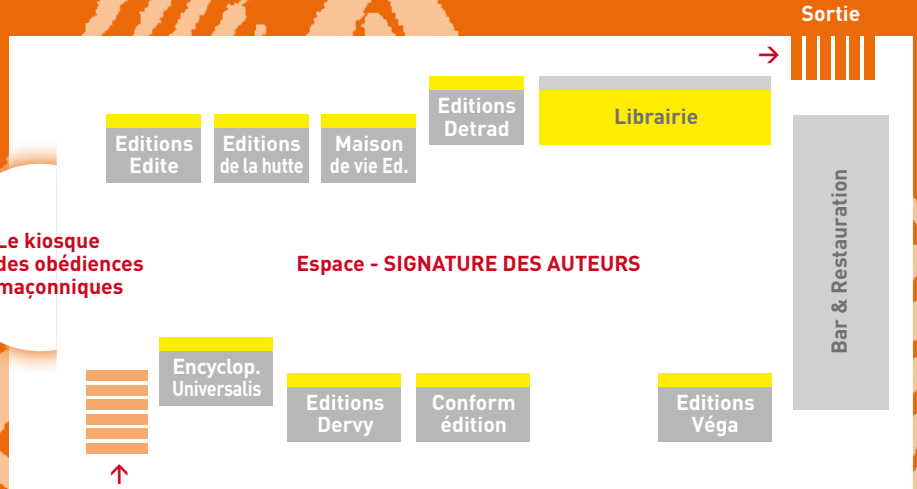 Sortie
→
Editions
Edite
Editions
de la hutte
Maison
de vie Ed.
Editions
Detrad
Librairie
Bar & Restauration
Le kiosque
des obédiences
maçonniques
Espace - SIGNATURE DES AUTEURS
Encyclop.
Universalis
Editions
Dervy
Conform
édition
Editions
Véga
↑